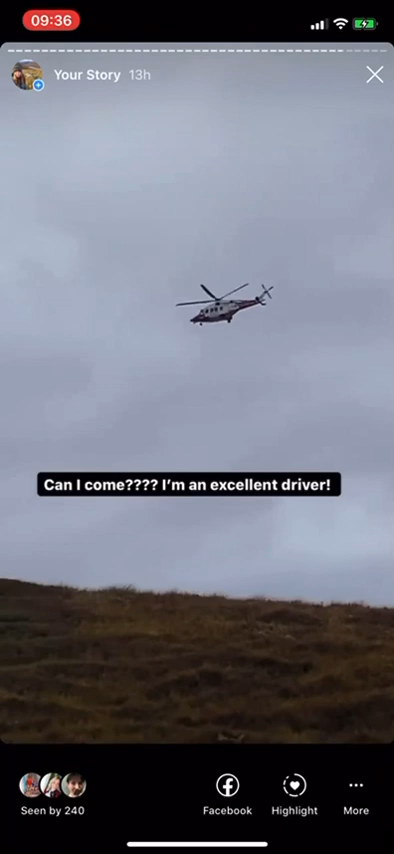 09:36
Your Story 13h
Can I come???? I'm an excellent driver!
Seen by 240
Facebook
Highlight
More